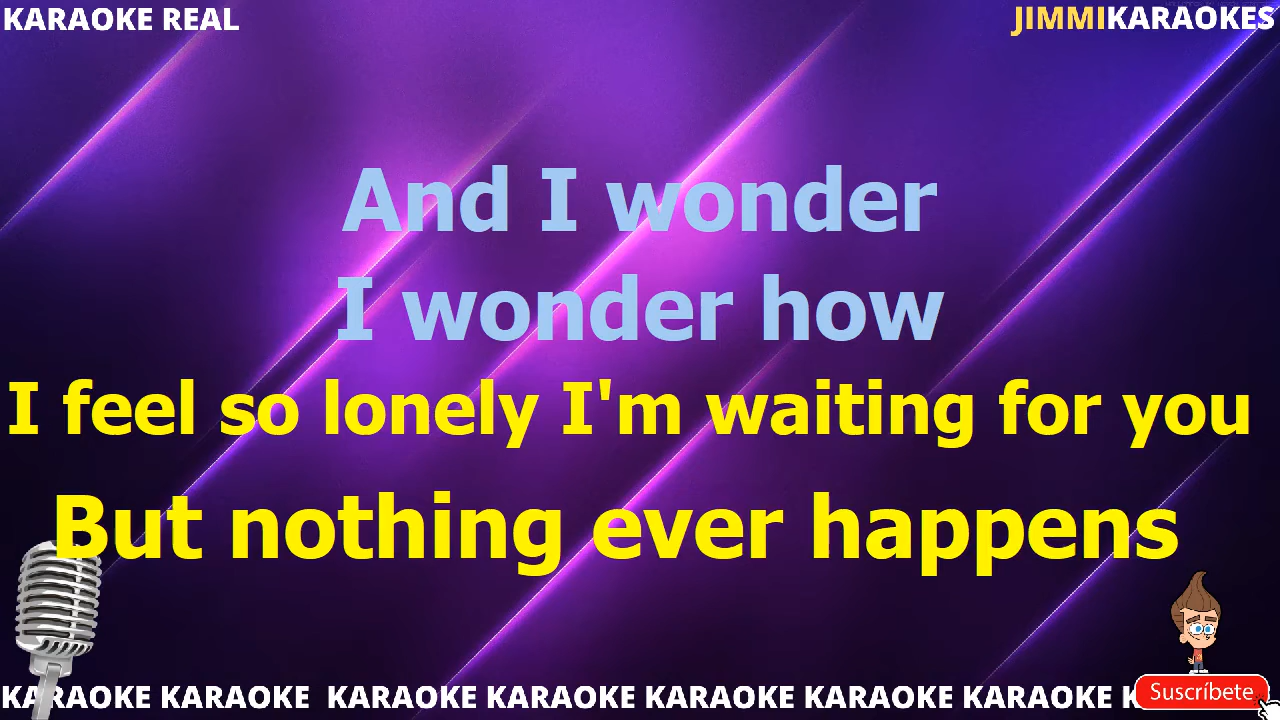 KARAOKE REAL
JIMMIKARAOKES
And I wonder
I wonder how
I feel so lonely I'm waiting for you
But nothing ever happens
KARAOKE KARAOKE KARAOKE KARAOKE KARAOKE KARAOKE KARAOKE
Suscríbete